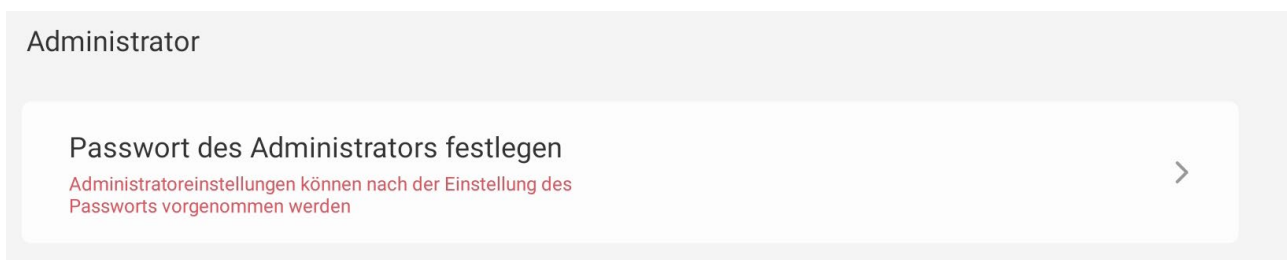 Administrator
Passwort des Administrators festlegen
Administratoreinstellungen können nach der Einstellung des
Passworts vorgenommen werden